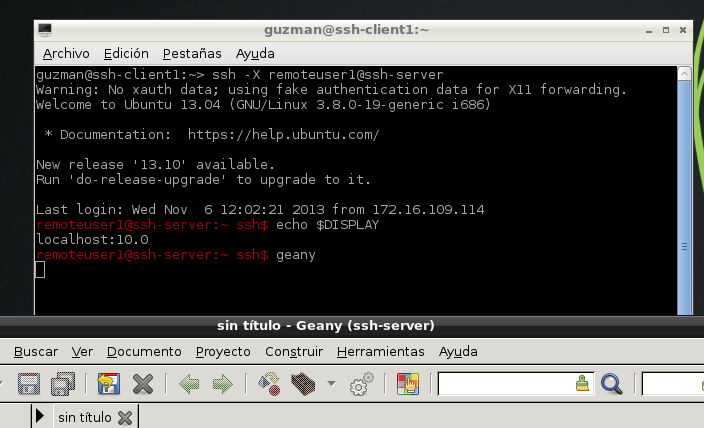 guzman@ssh-client1:~
Archivo Edición Pestañas Ayuda
guzman@ssh-client1:~> ssh -X remoteuser1@ssh-server
Warning: No xauth data; using fake authentication data for X11 forwarding.
Welcome to Ubuntu 13.04 (GNU/Linux 3.8.0-19-generic i686)
* Documentation:  https://help.ubuntu.com/
New release '13.10' available.
Run 'do-release-upgrade' to upgrade to it.
Last login: Wed Nov  6 12:02:21 2013 from 172.16.109.114
remoteuser1@ssh-server:~ ssh$ echo $DISPLAY
localhost:10.0
remoteuser1@ssh-server:~ ssh$ geany
sin título - Geany (ssh-server)
Buscar Ver Documento Proyecto Construir Herramientas Ayuda
sin título